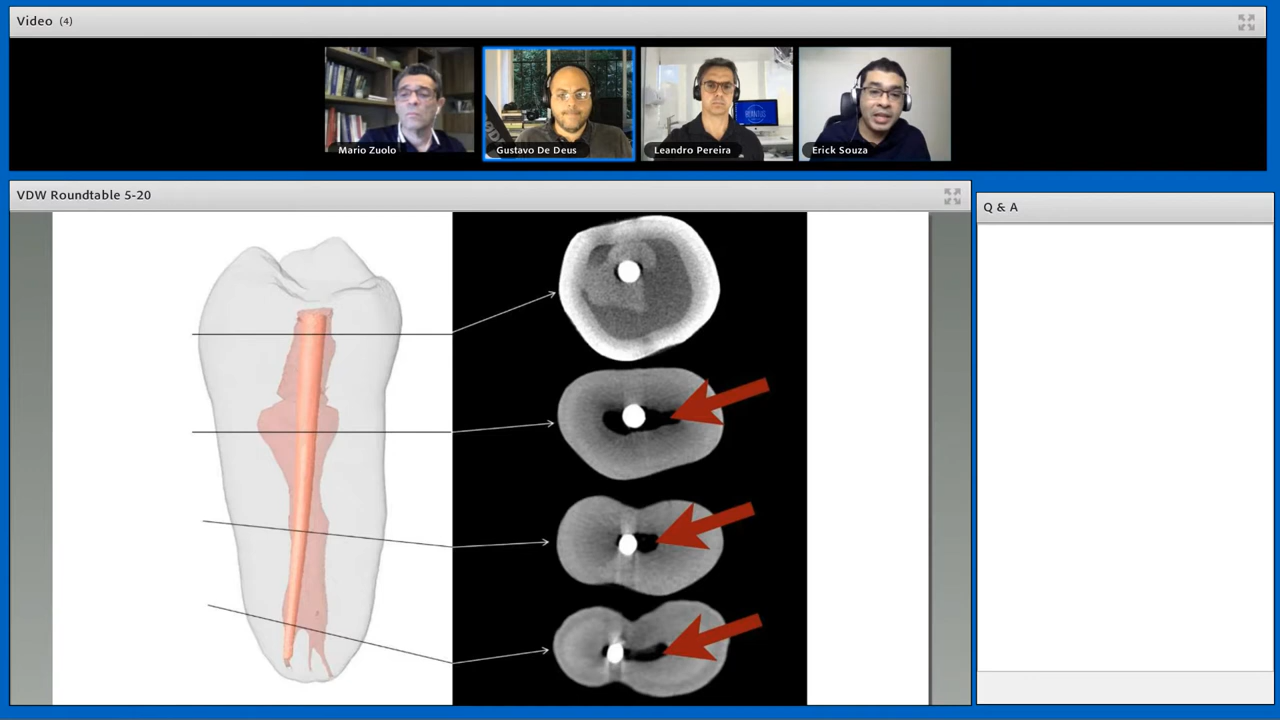 Video (4)
Mario Zuolo
Gustavo De Deus
Leandro Pereira
Erick Souza
VDW Roundtable 5-20
Q & A